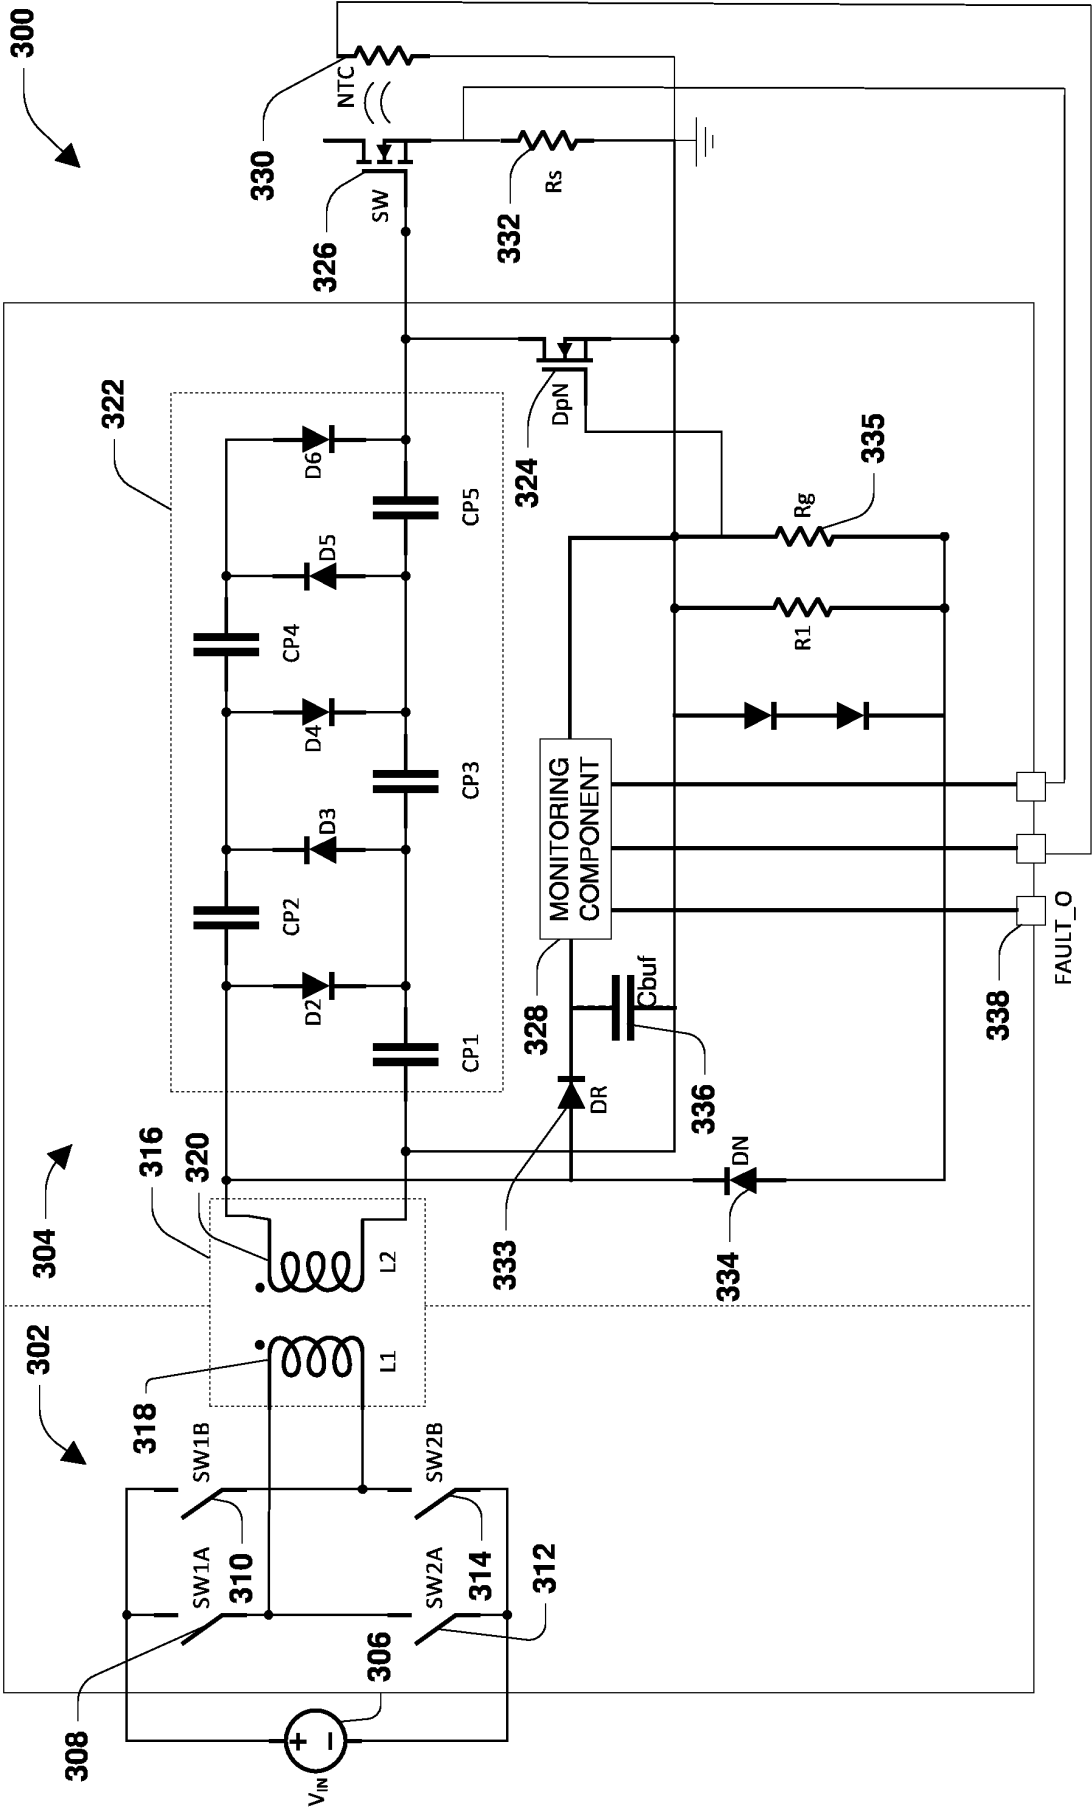 300
302
304
306
VIN
308
SW1A
310
SW1B
312
SW2A
314
SW2B
316
318
L1
320
L2
322
D2
D3
D4
D5
D6
CP1
CP2
CP3
CP4
CP5
324
DpN
326
SW
328
MONITORING
COMPONENT
330
NTC
332
Rs
333
DR
334
DN
335
Rg
R1
336
Cbuf
338
FAULT_O